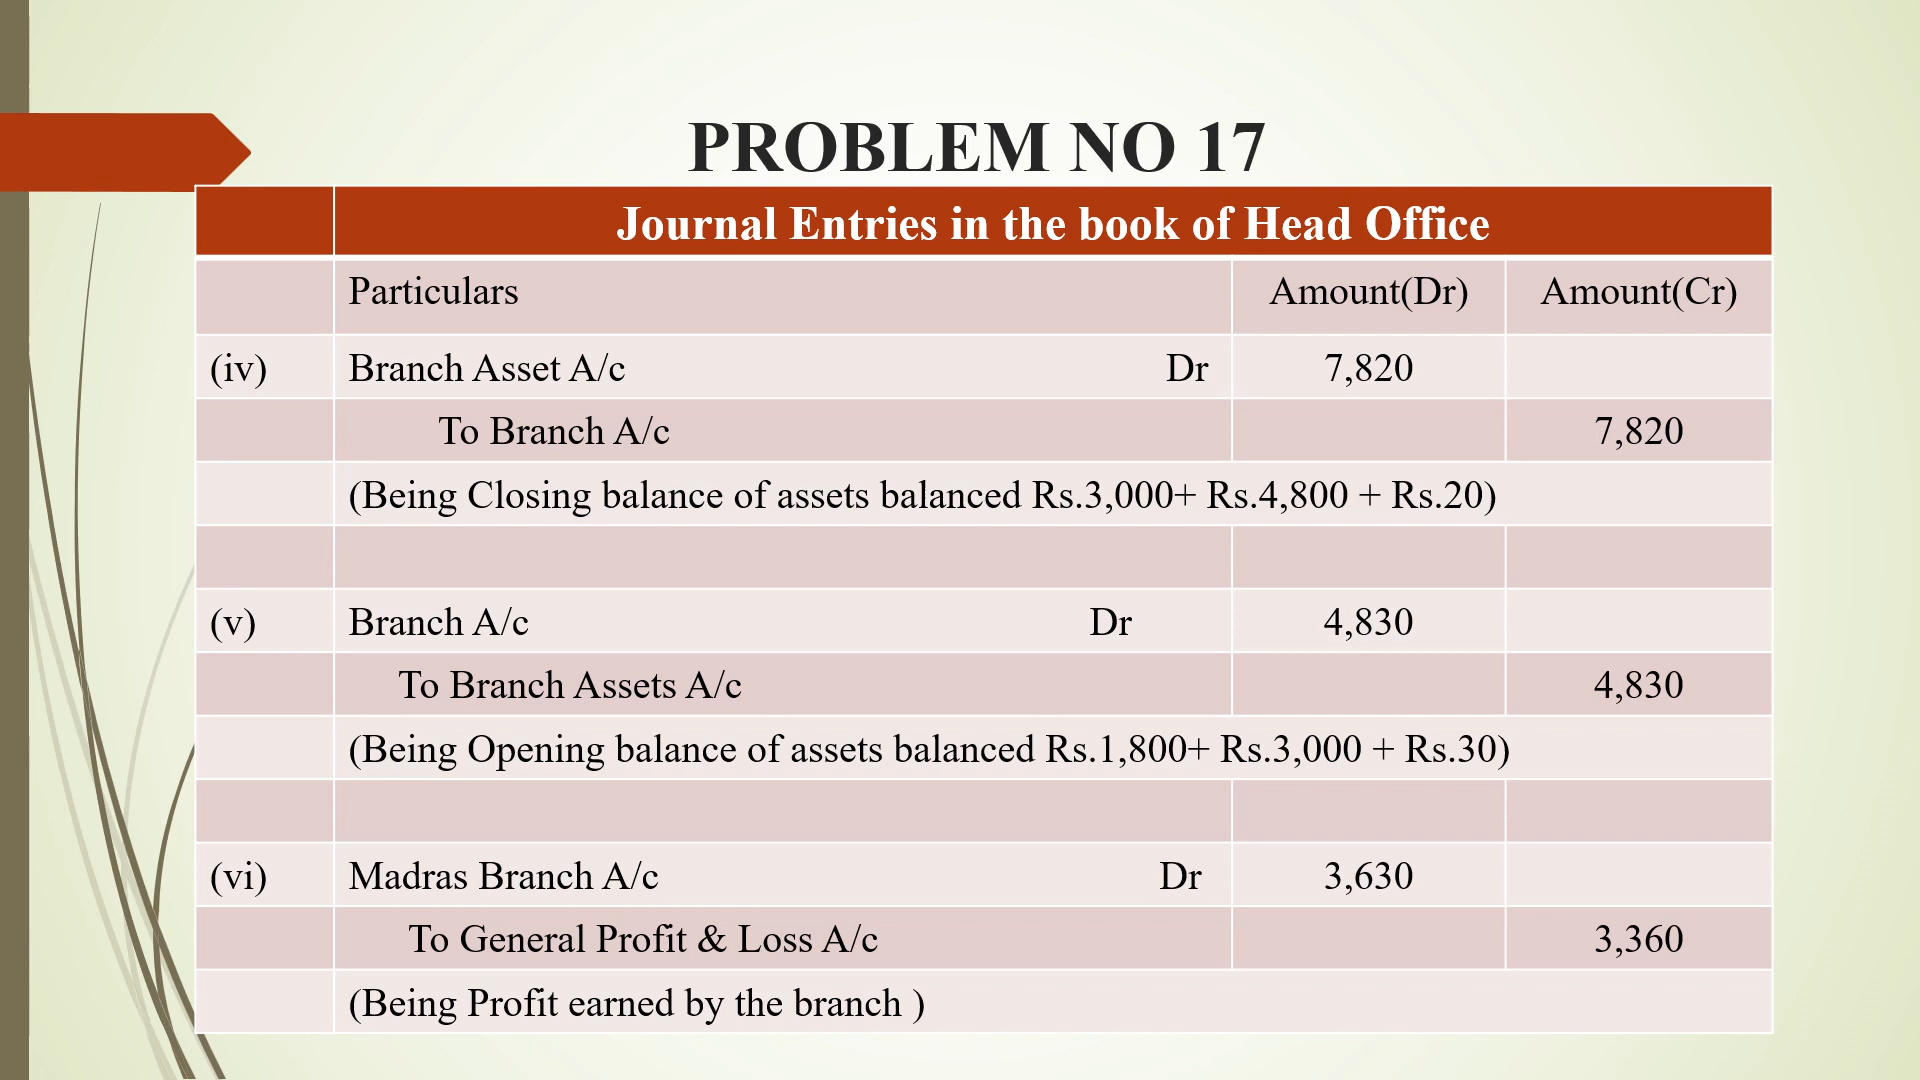 PROBLEM NO 17
Journal Entries in the book of Head Office
Particulars Amount(Dr) Amount(Cr)
(iv) Branch Asset A/c Dr 7,820
To Branch A/c 7,820
(Being Closing balance of assets balanced Rs.3,000+ Rs.4,800 + Rs.20)
(v) Branch A/c Dr 4,830
To Branch Assets A/c 4,830
(Being Opening balance of assets balanced Rs.1,800+ Rs.3,000 + Rs.30)
(vi) Madras Branch A/c Dr 3,630
To General Profit & Loss A/c 3,360
(Being Profit earned by the branch )